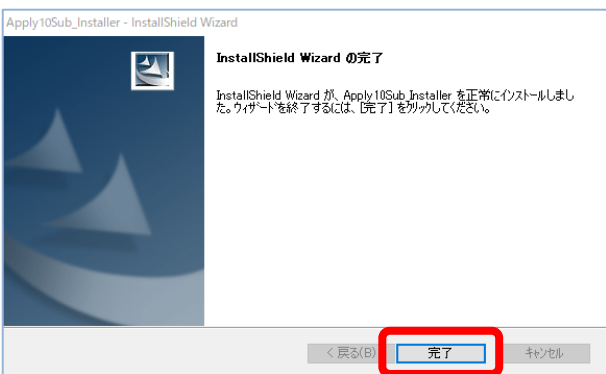 Apply10Sub_Installer - InstallShield Wizard
InstallShield Wizard の完了
InstallShield Wizard が、Apply10Sub_Installer を正常にインストールしまし
た。ウィザードを終了するには、[完了] をクリックしてください。
< 戻る(B) 完了 キャンセル